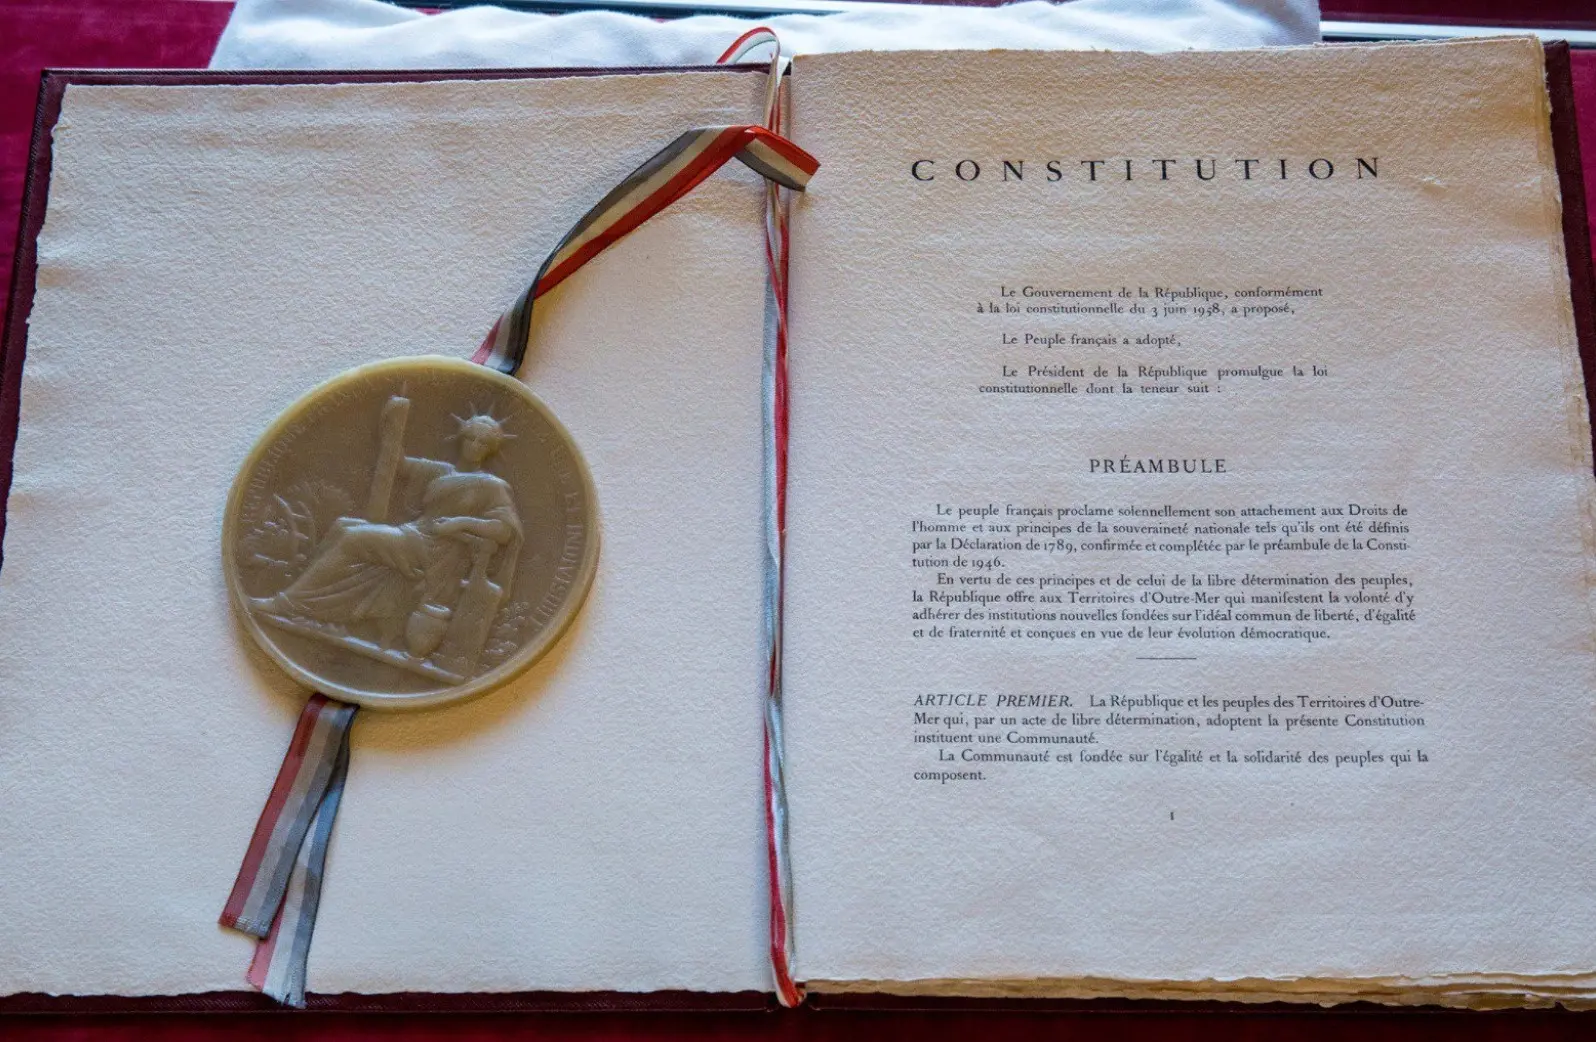 CONSTITUTION
Le Gouvernement de la République, conformément
à la loi constitutionnelle du 3 juin 1958, a proposé,
Le Peuple français a adopté,
Le Président de la République promulgue la loi
constitutionnelle dont la teneur suit :
PRÉAMBULE
Le peuple français proclame solennellement son attachement aux Droits de
l'homme et aux principes de la souveraineté nationale tels qu'ils ont été définis
par la Déclaration de 1789, confirmée et complétée par le préambule de la Consti-
tution de 1946.
En vertu de ces principes et de celui de la libre détermination des peuples,
la République offre aux Territoires d'Outre-Mer qui manifestent la volonté d'y
adhérer des institutions nouvelles fondées sur l'idéal commun de liberté, d'égalité
et de fraternité et conçues en vue de leur évolution démocratique.
ARTICLE PREMIER. La République et les peuples des Territoires d'Outre-
Mer qui, par un acte de libre détermination, adoptent la présente Constitution
instituent une Communauté.
La Communauté est fondée sur l'égalité et la solidarité des peuples qui la
composent.
1